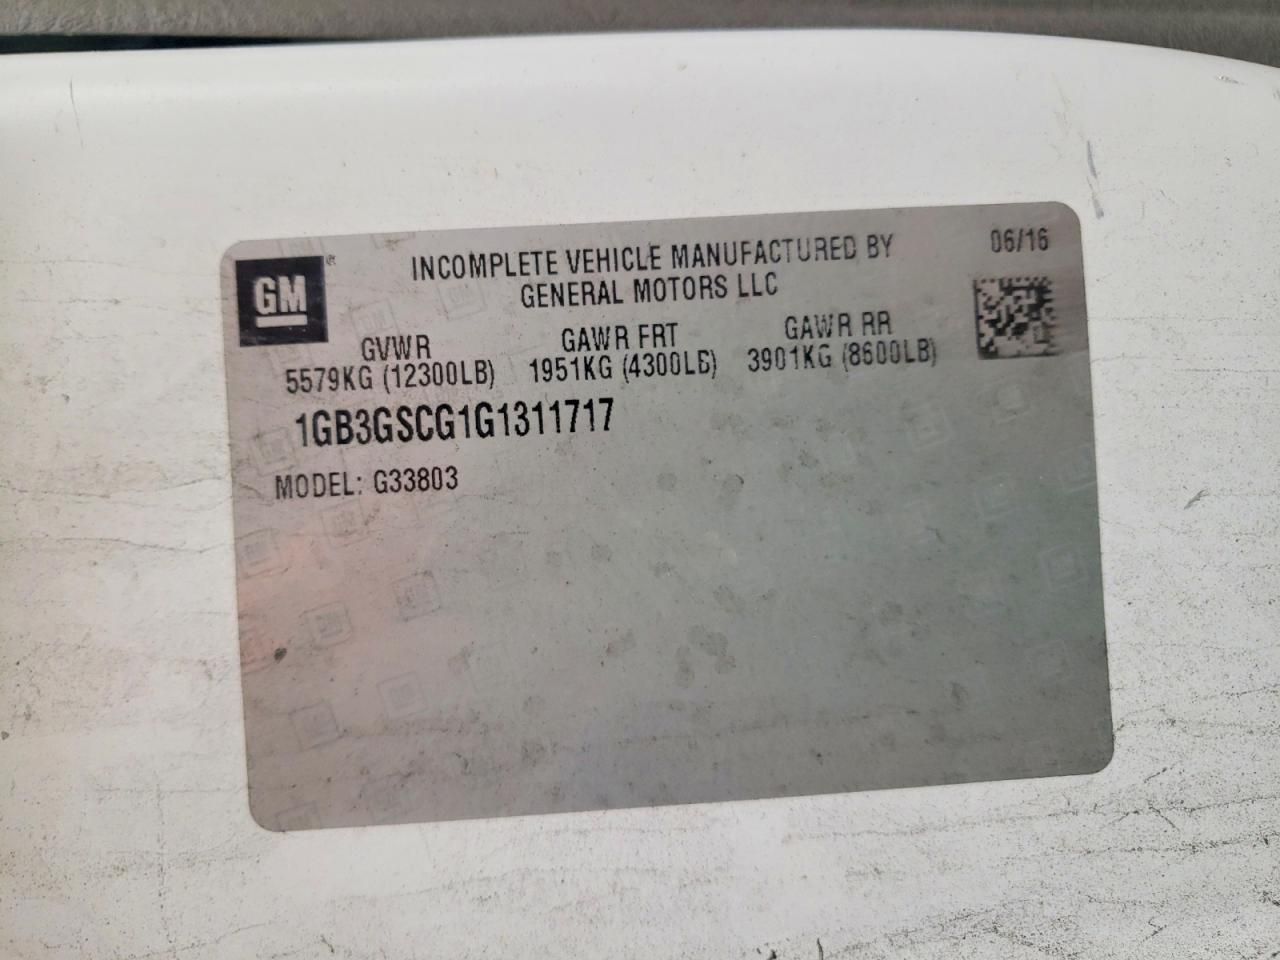 GM
INCOMPLETE VEHICLE MANUFACTURED BY
GENERAL MOTORS LLC
06/16
GVWR GAWR FRT GAWR RR
5579KG (12300LB) 1951KG (4300LB) 3901KG (8600LB)
1GB3GSCG1G1311717
MODEL: G33803